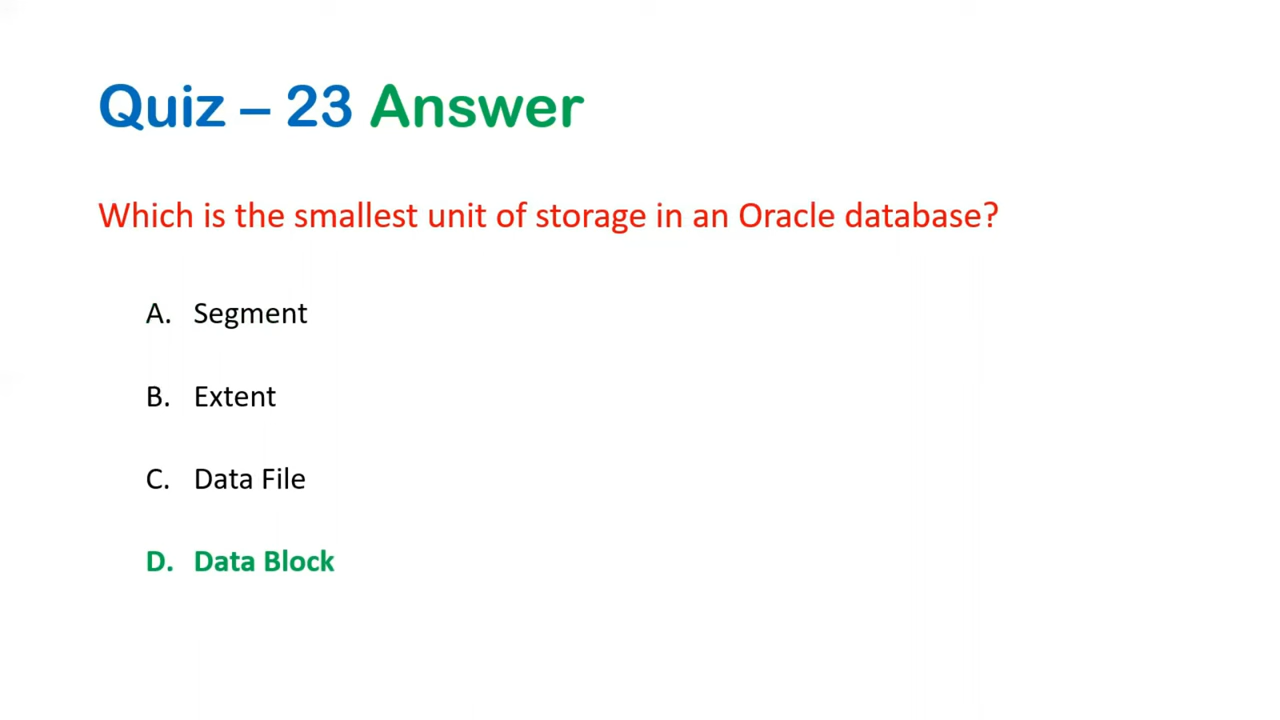 Quiz – 23 Answer
Which is the smallest unit of storage in an Oracle database?
A. Segment
B. Extent
C. Data File
D. Data Block